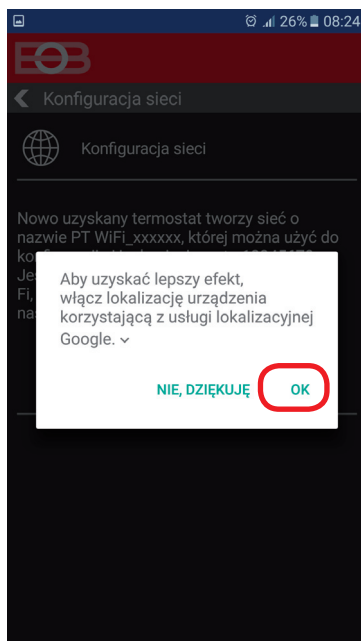 26% 08:24
EOB
Konfiguracja sieci
Konfiguracja sieci
Nowo uzyskany termostat tworzy sieć o
nazwie PT WiFi_xxxxxx, której można użyć do
Aby uzyskać lepszy efekt,
włącz lokalizację urządzenia
korzystającą z usługi lokalizacyjnej
Google.
NIE, DZIĘKUJĘ OK